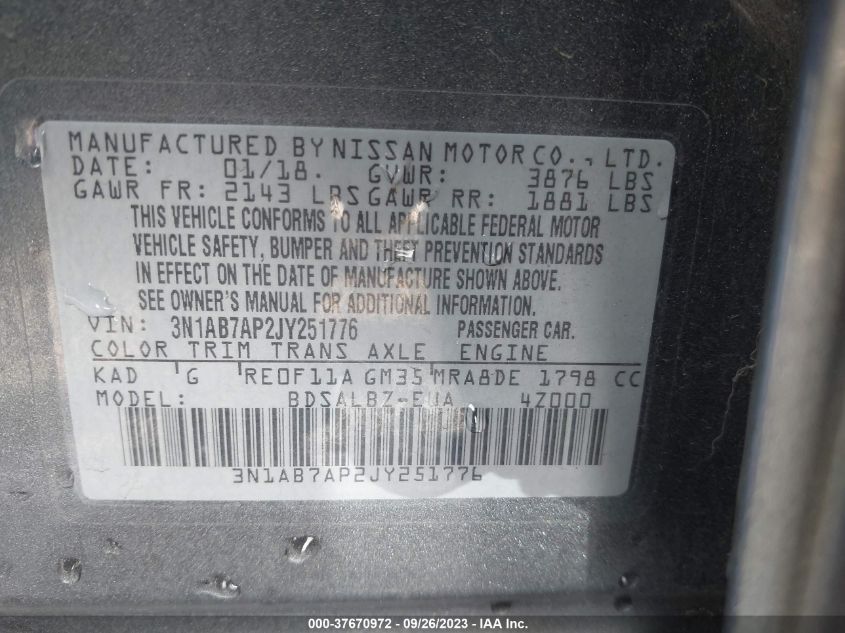 MANUFACTURED BY NISSAN MOTOR CO., LTD.
DATE: 01/18. GVWR: 3876 LBS
GAWR FR: 2143 LBS GAWR RR: 1881 LBS
THIS VEHICLE CONFORMS TO ALL APPLICABLE FEDERAL MOTOR
VEHICLE SAFETY, BUMPER AND THEFT PREVENTION STANDARDS
IN EFFECT ON THE DATE OF MANUFACTURE SHOWN ABOVE.
SEE OWNER'S MANUAL FOR ADDITIONAL INFORMATION.
VIN: 3N1AB7AP2JY251776 PASSENGER CAR.
COLOR TRIM TRANS AXLE ENGINE
KAD G RE0F11A GM35 MRA8DE 1798 CC
MODEL: BDSALBZ-EUA 4Z000
3N1AB7AP2JY251776
000-37670972 - 09/26/2023 - IAA Inc.